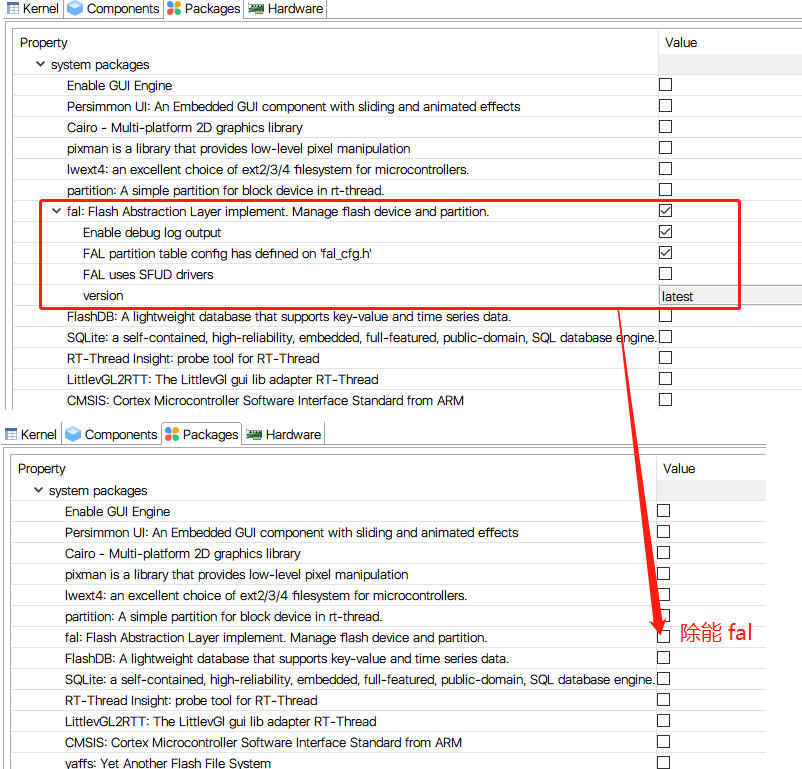 Kernel Components Packages Hardware
Property Value
system packages
Enable GUI Engine
Persimmon UI: An Embedded GUI component with sliding and animated effects
Cairo - Multi-platform 2D graphics library
pixman is a library that provides low-level pixel manipulation
lwext4: an excellent choice of ext2/3/4 filesystem for microcontrollers.
partition: A simple partition for block device in rt-thread.
fal: Flash Abstraction Layer implement. Manage flash device and partition.
Enable debug log output
FAL partition table config has defined on 'fal_cfg.h'
FAL uses SFUD drivers
version latest
FlashDB: A lightweight database that supports key-value and time series data.
SQLite: a self-contained, high-reliability, embedded, full-featured, public-domain, SQL database engine.
RT-Thread Insight: probe tool for RT-Thread
LittlevGL2RTT: The LittlevGl gui lib adapter RT-Thread
CMSIS: Cortex Microcontroller Software Interface Standard from ARM
Kernel Components Packages Hardware
Property Value
system packages
Enable GUI Engine
Persimmon UI: An Embedded GUI component with sliding and animated effects
Cairo - Multi-platform 2D graphics library
pixman is a library that provides low-level pixel manipulation
lwext4: an excellent choice of ext2/3/4 filesystem for microcontrollers.
partition: A simple partition for block device in rt-thread.
fal: Flash Abstraction Layer implement. Manage flash device and partition. 除能 fal
FlashDB: A lightweight database that supports key-value and time series data.
SQLite: a self-contained, high-reliability, embedded, full-featured, public-domain, SQL database engine.
RT-Thread Insight: probe tool for RT-Thread
LittlevGL2RTT: The LittlevGl gui lib adapter RT-Thread
CMSIS: Cortex Microcontroller Software Interface Standard from ARM
yaffs: Yet Another Flash File System